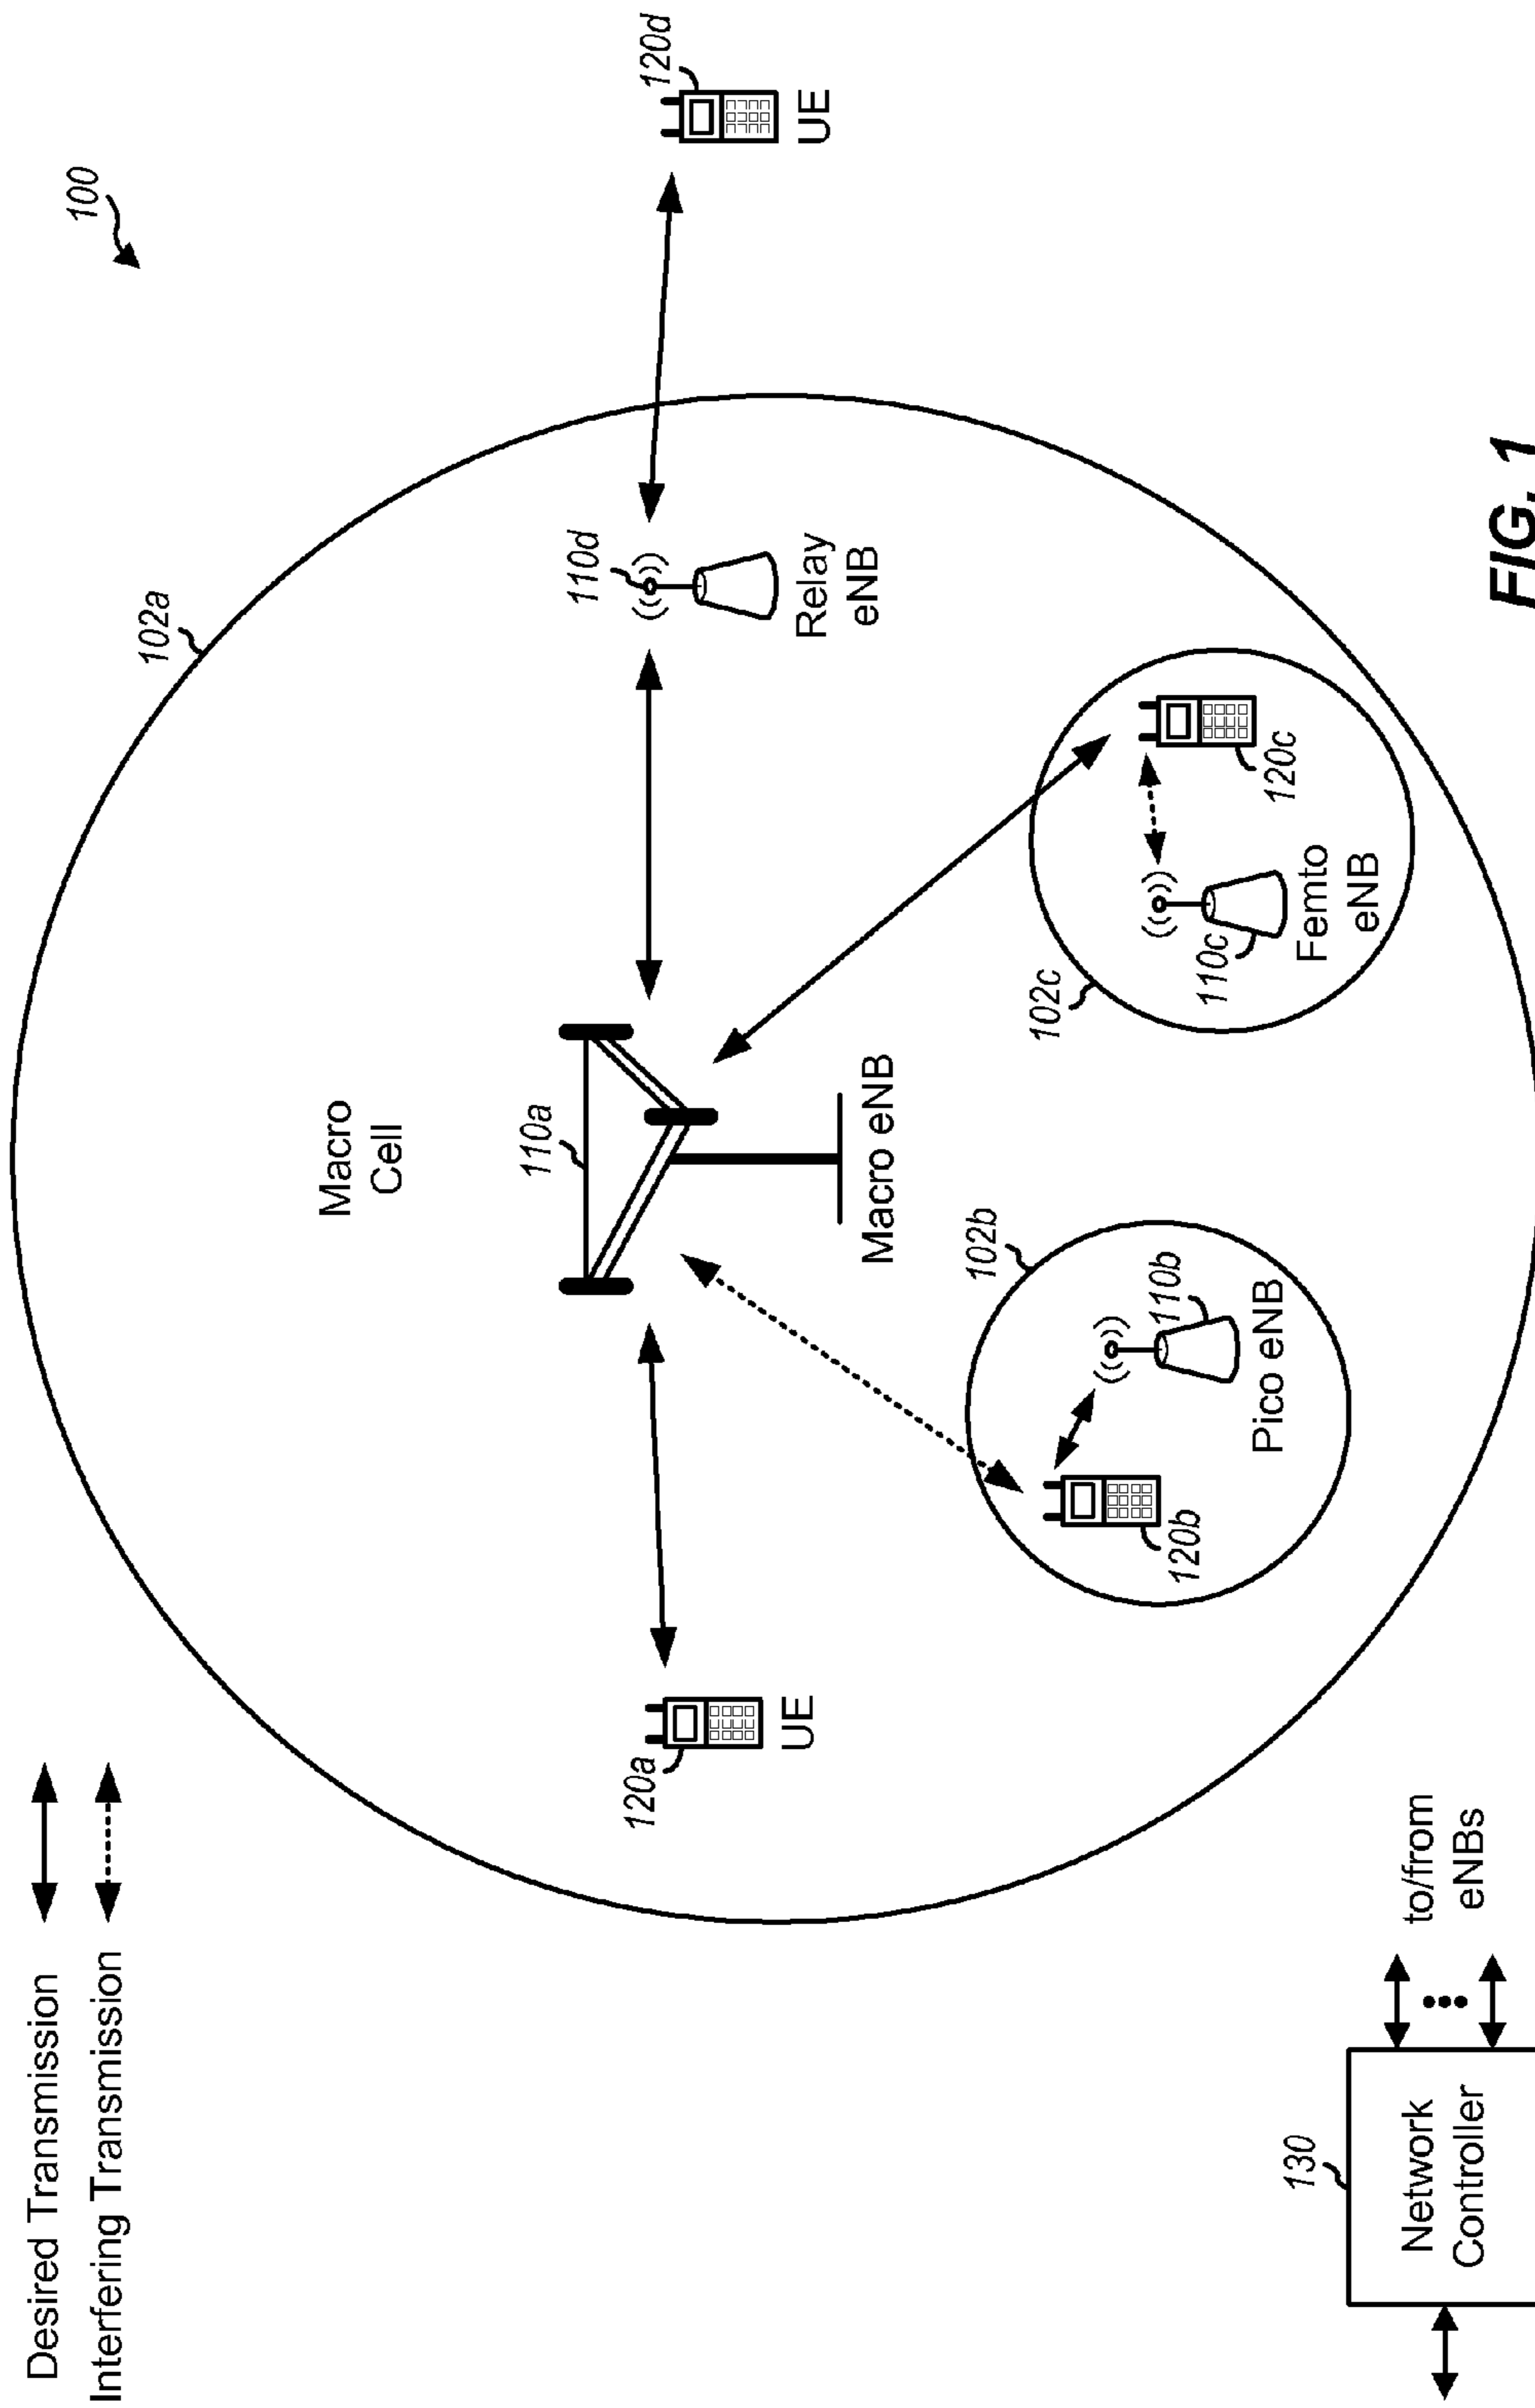 Desired Transmission
Interfering Transmission
100
102a
Macro
Cell
110a
110d
120d
120a
UE
Macro eNB
Relay
eNB
UE
102b
110b
Pico eNB
120b
102c
110c
Femto
eNB
120c
130
Network
Controller
to/from
eNBs
FIG. 1